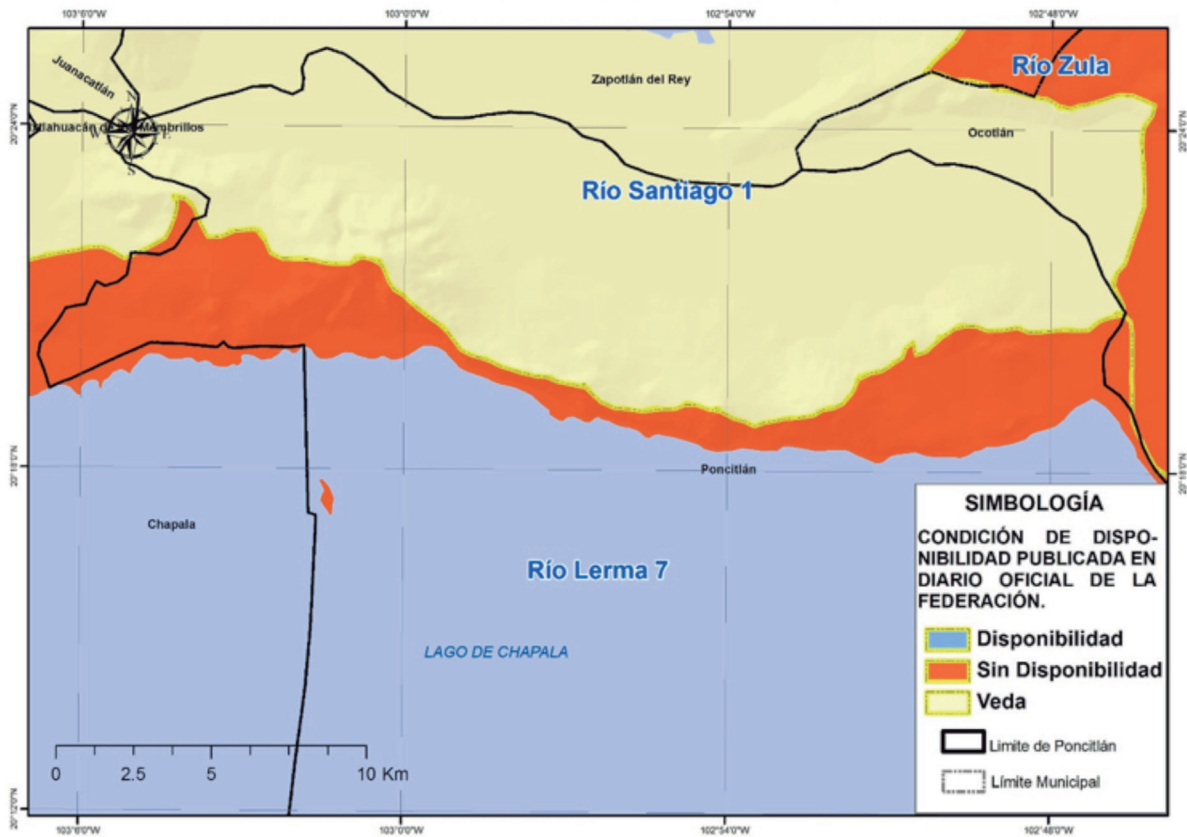 103°6'0"W 103°0'0"W 102°54'0"W 102°48'0"W
Río Zula
Juanacatlán
Zapotlán del Rey
N
20°24'0"N
Membrillos
W
E
Ocotlán
20°24'0"N
S
Río Santiago 1
20°18'0"N
Poncitlán
20°18'0"N
Chapala
Río Lerma 7
LAGO DE CHAPALA
SIMBOLOGÍA
CONDICIÓN DE DISPO-
NIBILIDAD PUBLICADA EN
DIARIO OFICIAL DE LA
FEDERACIÓN.
Disponibilidad
Sin Disponibilidad
Veda
Limite de Poncitlán
Límite Municipal
0 2.5 5 10 Km
20°12'0"N
103°6'0"W 103°0'0"W 102°54'0"W 102°48'0"W